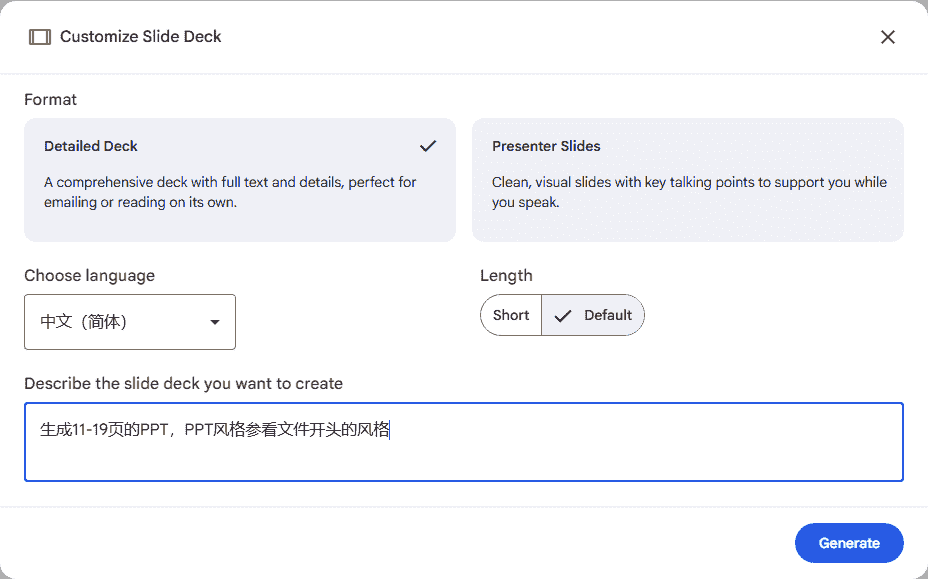 Customize Slide Deck
Format
Detailed Deck
A comprehensive deck with full text and details, perfect for
emailing or reading on its own.
Presenter Slides
Clean, visual slides with key talking points to support you while
you speak.
Choose language
中文（简体）
Length
Short
Default
Describe the slide deck you want to create
生成11-19页的PPT，PPT风格参看文件开头的风格
Generate